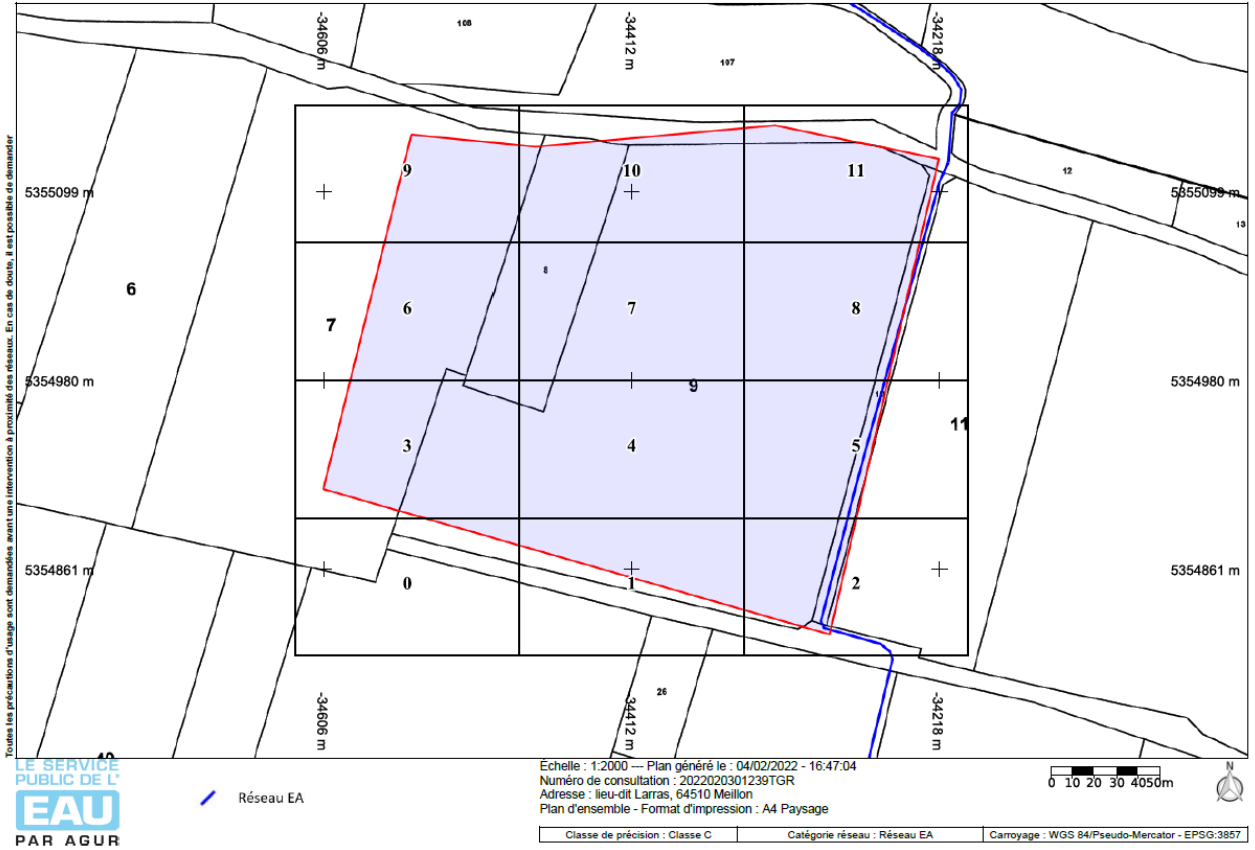 -34606 m
-34412 m
-34218 m
108
107
12
13
9
10
11
5355099 m
5355099 m
6
8
6
7
8
7
5354980 m
5354980 m
9
11
3
4
5
5354861 m
5354861 m
0
1
2
26
-34606 m
-34412 m
-34218 m
Toutes les précautions d'usage sont demandées avant une intervention à proximité des réseaux. En cas de doute, il est possible de demander
LE SERVICE
PUBLIC DE L'
EAU
PAR AGUR
Réseau EA
Échelle : 1:2000 --- Plan généré le : 04/02/2022 - 16:47:04
Numéro de consultation : 2022020301239TGR
Adresse : lieu-dit Larras, 64510 Meillon
Plan d'ensemble - Format d'impression : A4 Paysage
0 10 20 30 4050m
N
Classe de précision : Classe C
Catégorie réseau : Réseau EA
Carroyage : WGS 84/Pseudo-Mercator - EPSG:3857